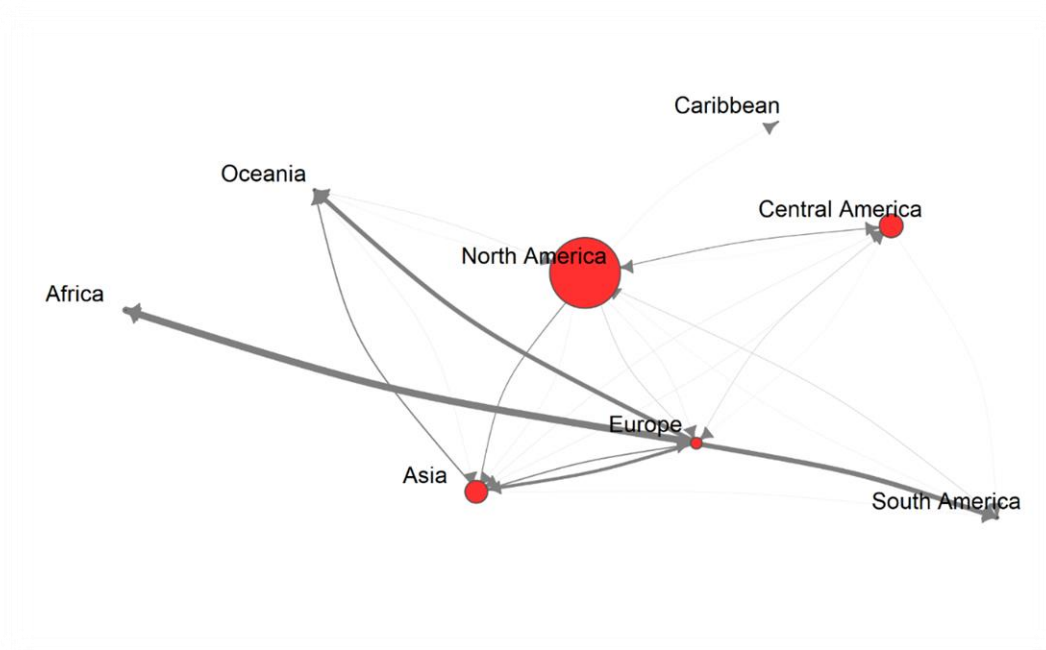 Caribbean
Oceania
Central America
North America
Africa
Europe
Asia
South America